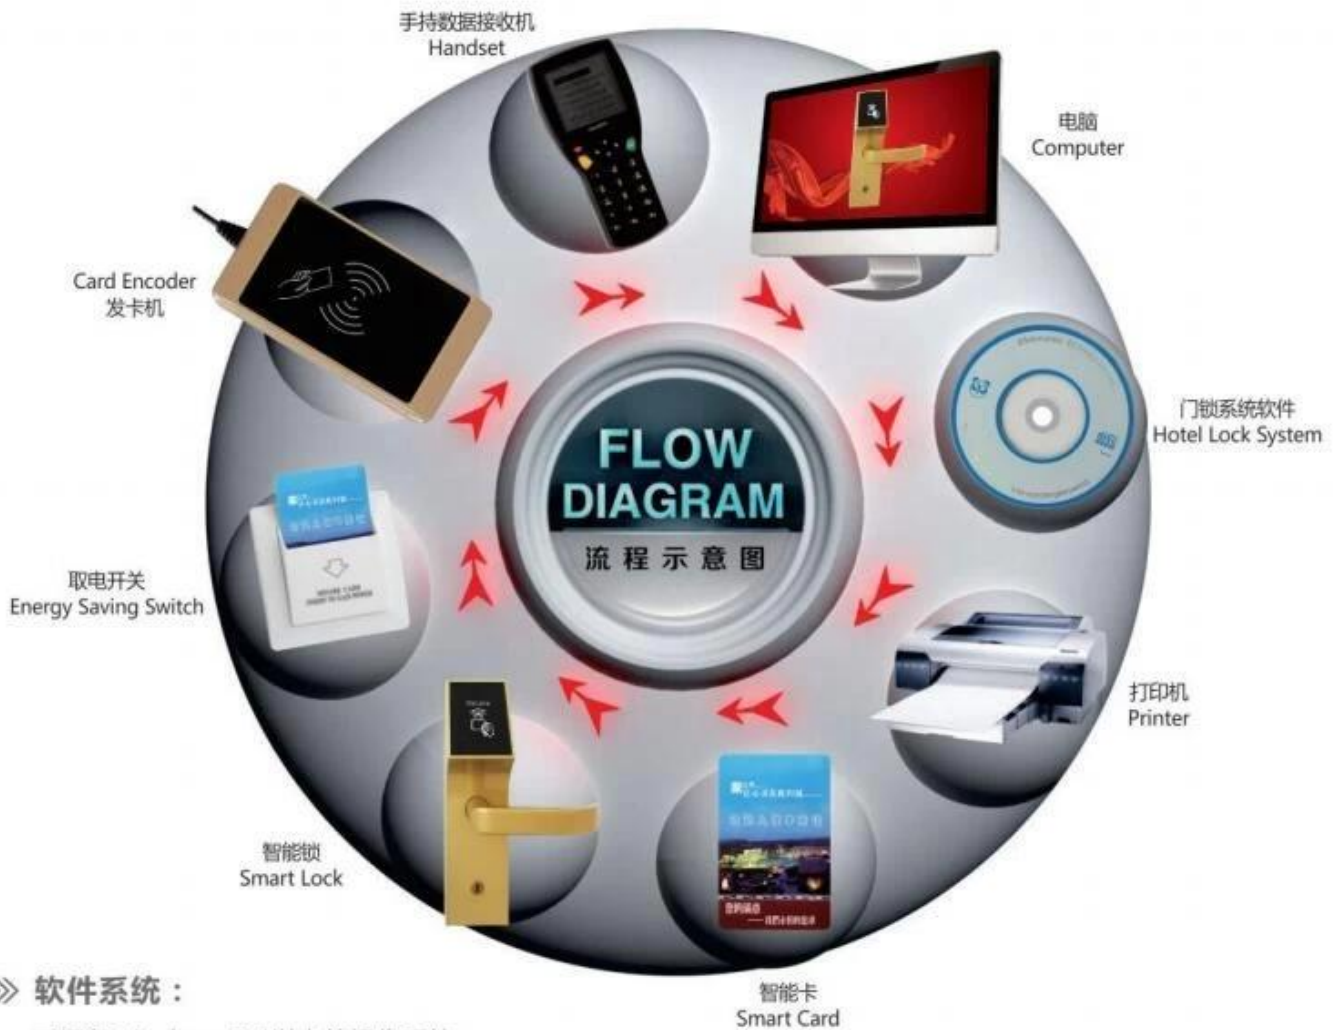 手持数据接收机
Handset
电脑
Computer
Card Encoder
发卡机
门锁系统软件
Hotel Lock System
FLOW
DIAGRAM
流程示意图
取电开关
Energy Saving Switch
打印机
Printer
智能锁
Smart Lock
智能卡
Smart Card
》 软件系统：